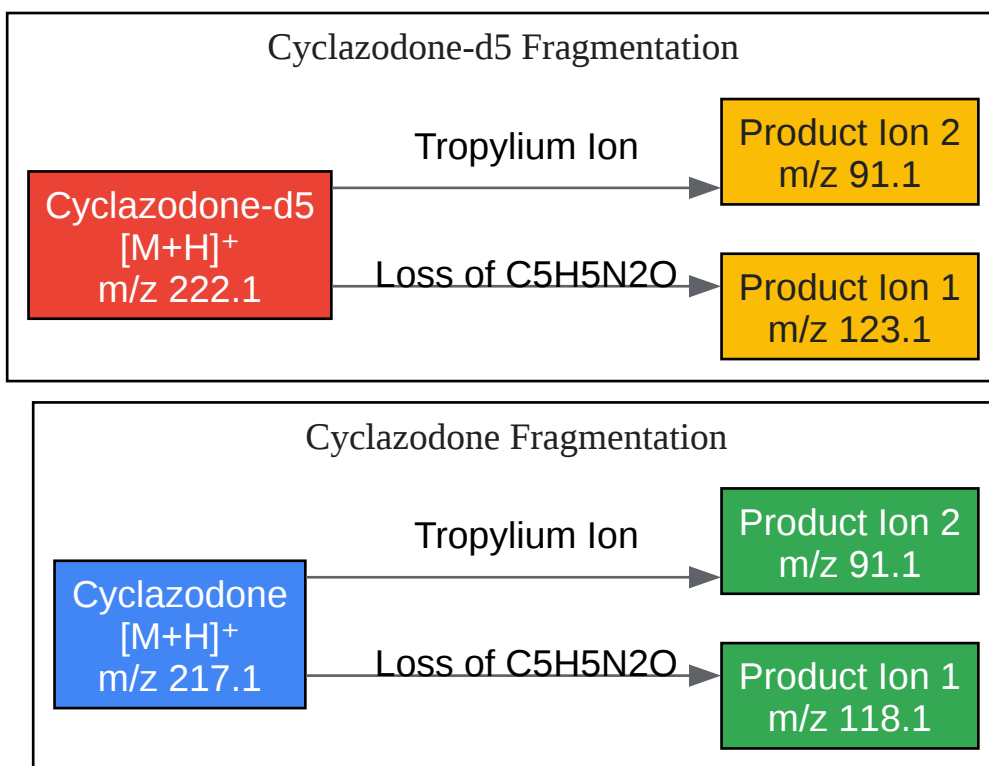 Cyclazodone-d5 Fragmentation
Cyclazodone-d5
[M+H]⁺
m/z 222.1
Tropylium Ion
Product Ion 2
m/z 91.1
Loss of C5H5N2O
Product Ion 1
m/z 123.1
Cyclazodone Fragmentation
Cyclazodone
[M+H]⁺
m/z 217.1
Tropylium Ion
Product Ion 2
m/z 91.1
Loss of C5H5N2O
Product Ion 1
m/z 118.1